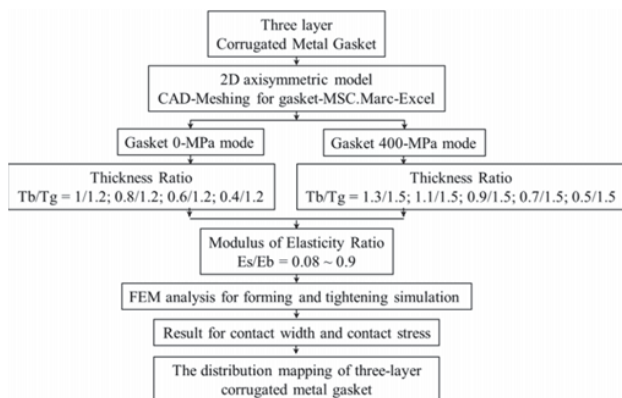 Three layer
Corrugated Metal Gasket
2D axisymmetric model
CAD-Meshing for gasket-MSC.Marc-Excel
Gasket 0-MPa mode
Gasket 400-MPa mode
Thickness Ratio
Tb/Tg = 1/1.2; 0.8/1.2; 0.6/1.2; 0.4/1.2
Thickness Ratio
Tb/Tg = 1.3/1.5; 1.1/1.5; 0.9/1.5; 0.7/1.5; 0.5/1.5
Modulus of Elasticity Ratio
Es/Eb = 0.08 ~ 0.9
FEM analysis for forming and tightening simulation
Result for contact width and contact stress
The distribution mapping of three-layer
corrugated metal gasket